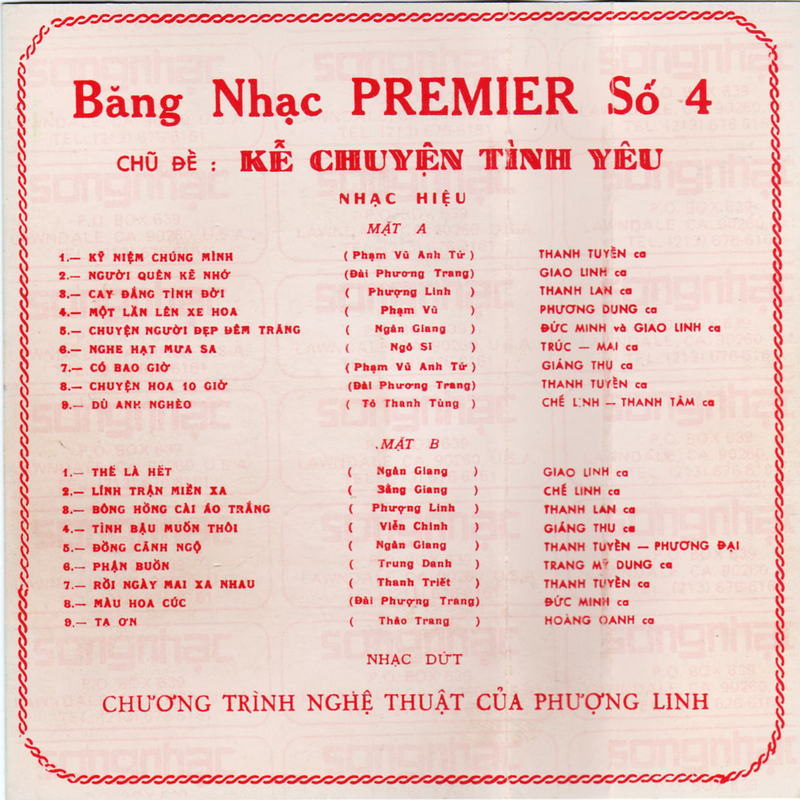 Băng Nhạc PREMIER Số 4
CHŨ ĐỀ : KỂ CHUYỆN TÌNH YÊU
NHẠC HIỆU
MẶT A
1.— KỶ NIỆM CHÚNG MÌNH (Phạm Vũ Anh Tứ) THANH TUYỀN ca
2.— NGƯỜI QUÊN KẺ NHỚ (Đài Phương Trang) GIAO LINH ca
3.— CAY ĐẮNG TÌNH ĐỜI ( Phượng Linh ) THANH LAN ca
4.— MỘT LẦN LÊN XE HOA ( Phạm Vũ ) PHƯƠNG DUNG ca
5.— CHUYỆN NGƯỜI ĐẸP ĐÊM TRĂNG ( Ngân Giang ) ĐỨC MINH và GIAO LINH ca
6.— NGHE HẠT MƯA SA ( Ngô Sĩ ) TRÚC — MAI ca
7.— CÓ BAO GIỜ (Phạm Vũ Anh Tứ) GIÁNG THU ca
8.— CHUYỆN HOA 10 GIỜ (Đài Phương Trang) THANH TUYỀN ca
9.— DÙ ANH NGHÈO ( Tô Thanh Tùng ) CHẾ LINH — THANH TÂM ca
MẶT B
1.— THẾ LÀ HẾT ( Ngân Giang ) GIAO LINH ca
2.— LÍNH TRẬN MIỀN XA ( Bằng Giang ) CHẾ LINH ca
3.— BÔNG HỒNG CÀI ÁO TRẮNG ( Phượng Linh ) THANH LAN ca
4.— TÌNH BẬU MUỐN THÔI ( Viễn Chinh ) GIÁNG THU ca
5.— ĐỒNG CẢNH NGỘ ( Ngân Giang ) THANH TUYỀN — PHƯƠNG ĐẠI
6.— PHẬN BUỒN ( Trung Danh ) TRANG MỸ DUNG ca
7.— RỒI NGÀY MAI XA NHAU ( Thanh Triết ) THANH TUYỀN ca
8.— MÀU HOA CÚC (Đài Phượng Trang) ĐỨC MINH ca
9.— TẠ ƠN ( Thảo Trang ) HOÀNG OANH ca
NHẠC DỨT
CHƯƠNG TRÌNH NGHỆ THUẬT CỦA PHƯỢNG LINH